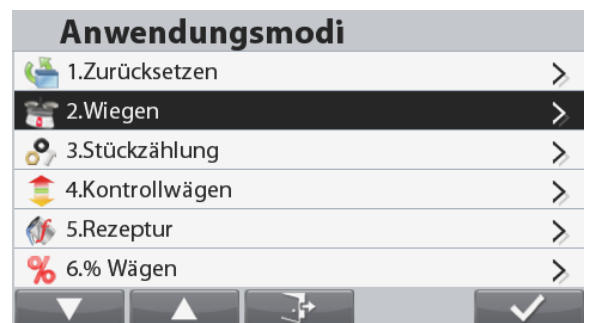 Anwendungsmodi
1.Zurücksetzen
2.Wiegen
3.Stückzählung
4.Kontrollwägen
5.Rezeptur
6.% Wägen